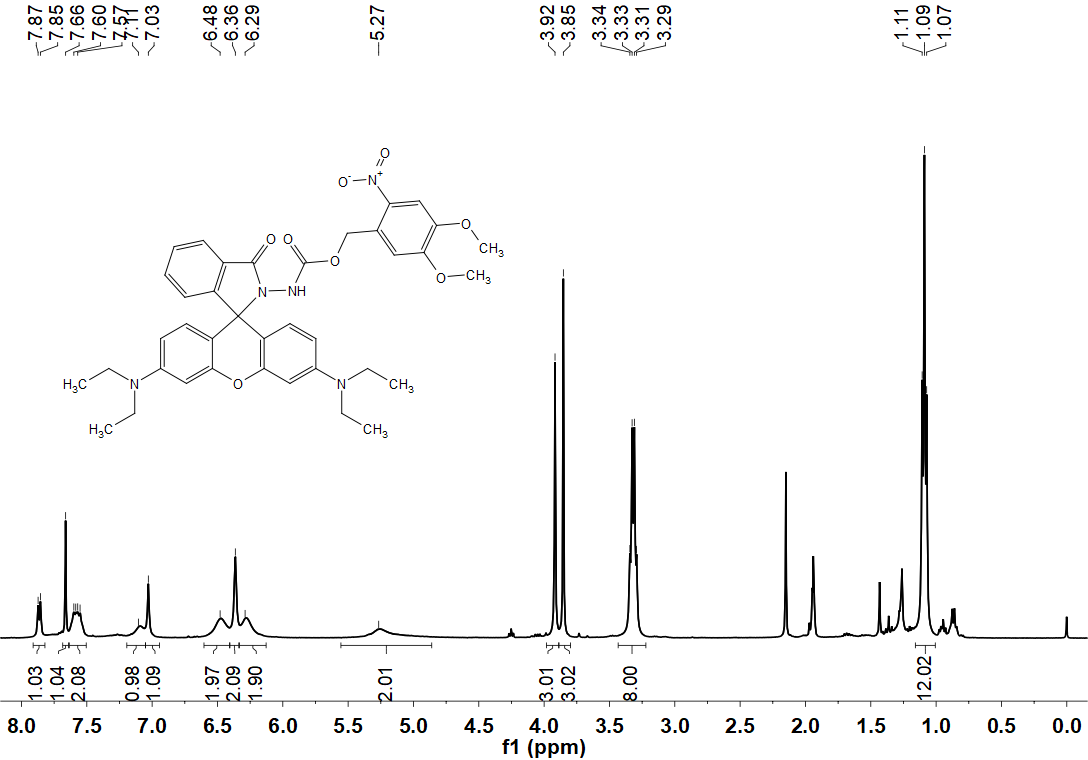 7.87 7.85 7.66 7.60 7.57 7.11 7.03 6.48 6.36 6.29 5.27 3.92 3.85 3.34 3.33 3.31 3.29 1.11 1.09 1.07
O
O⁻ N⁺
O O O CH₃
O
O CH₃
N NH
H₃C N O N CH₃
H₃C CH₃
1.03 1.04 2.08 0.98 1.09 1.97 2.09 1.90 2.01 3.01 3.02 8.00 12.02
8.0 7.5 7.0 6.5 6.0 5.5 5.0 4.5 4.0 3.5 3.0 2.5 2.0 1.5 1.0 0.5 0.0
f1 (ppm)